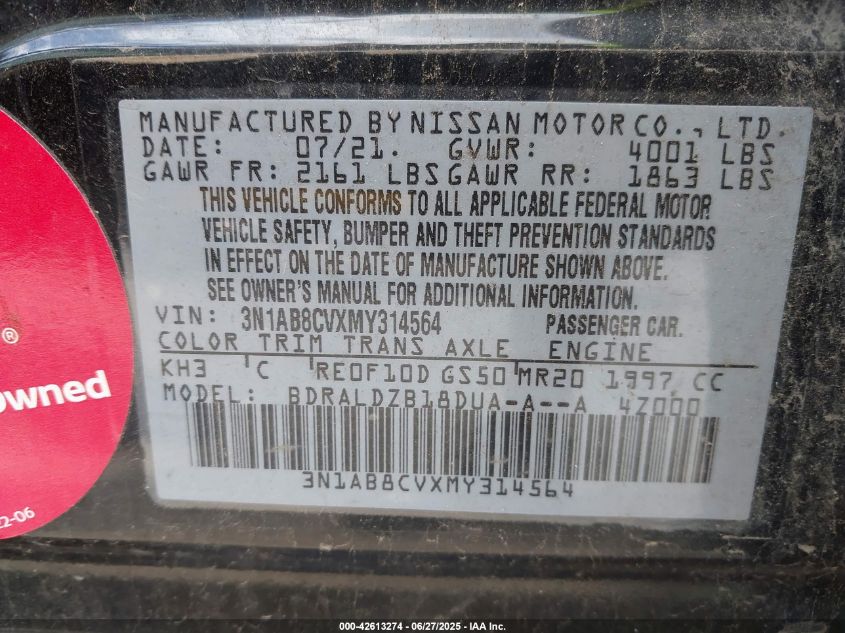 MANUFACTURED BY NISSAN MOTOR CO., LTD.
DATE: 07/21. GVWR: 4001 LBS
GAWR FR: 2161 LBS GAWR RR: 1863 LBS
THIS VEHICLE CONFORMS TO ALL APPLICABLE FEDERAL MOTOR
VEHICLE SAFETY, BUMPER AND THEFT PREVENTION STANDARDS
IN EFFECT ON THE DATE OF MANUFACTURE SHOWN ABOVE.
SEE OWNER'S MANUAL FOR ADDITIONAL INFORMATION.
VIN: 3N1AB8CVXMY314564 PASSENGER CAR.
COLOR TRIM TRANS AXLE ENGINE
KH3 C RE0F10D GS50 MR20 1997 CC
MODEL: BDRALDZB18DUA-A--A 4Z000
3N1AB8CVXMY314564
®
owned
22-06
000-42613274 | 06/27/2025 - IAA Inc.